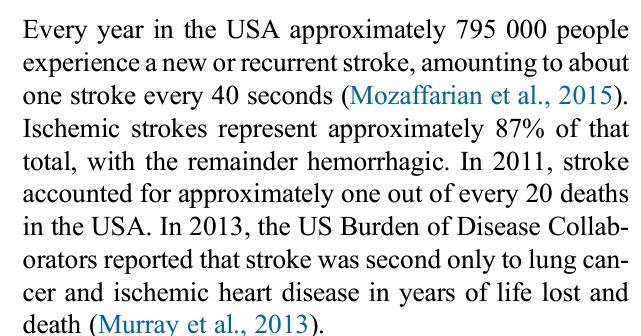 Every year in the USA approximately 795 000 people
experience a new or recurrent stroke, amounting to about
one stroke every 40 seconds (Mozaffarian et al., 2015).
Ischemic strokes represent approximately 87% of that
total, with the remainder hemorrhagic. In 2011, stroke
accounted for approximately one out of every 20 deaths
in the USA. In 2013, the US Burden of Disease Collab-
orators reported that stroke was second only to lung can-
cer and ischemic heart disease in years of life lost and
death (Murray et al., 2013).